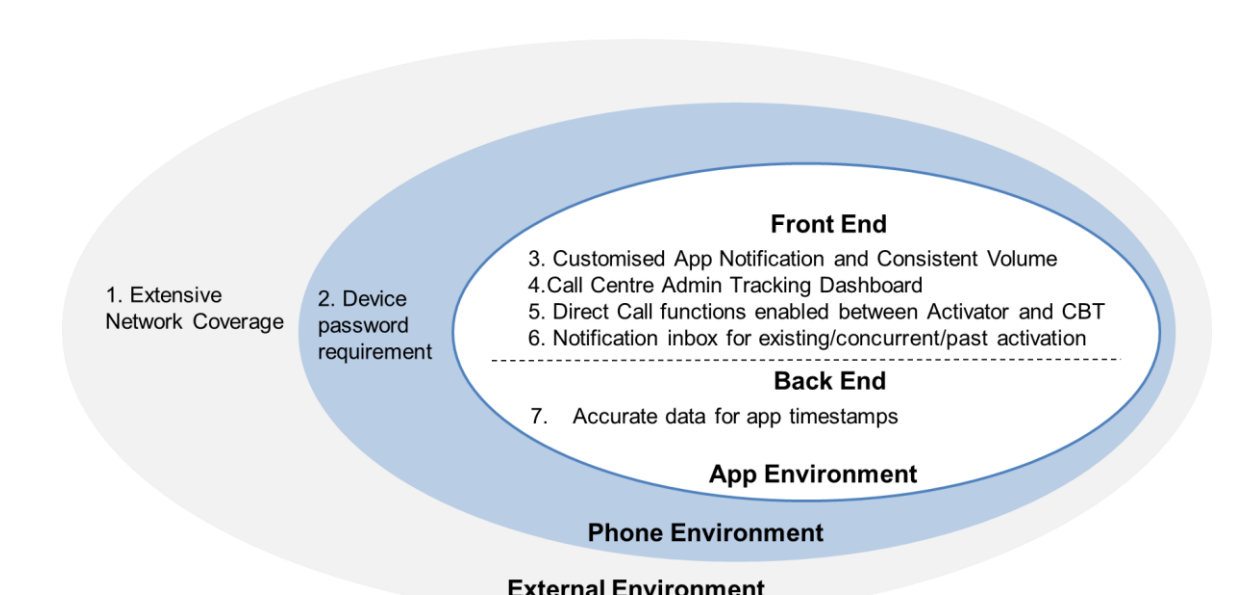 Front End
3. Customised App Notification and Consistent Volume
4.Call Centre Admin Tracking Dashboard
5. Direct Call functions enabled between Activator and CBT
6. Notification inbox for existing/concurrent/past activation
1. Extensive
Network Coverage
2. Device
password
requirement
Back End
7. Accurate data for app timestamps
App Environment
Phone Environment
External Environment